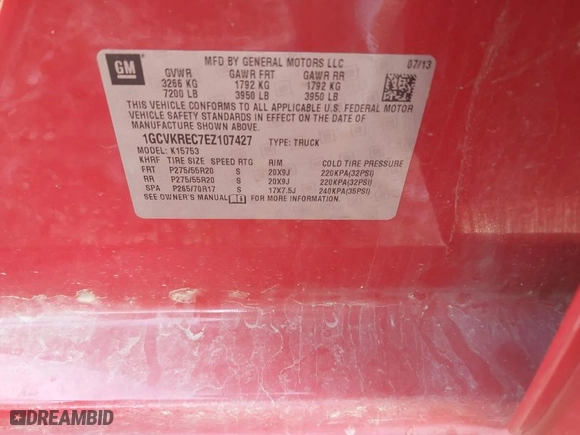 GM
MFD BY GENERAL MOTORS LLC 07/13
GVWR GAWR FRT GAWR RR
3266 KG 1792 KG 1792 KG
7200 LB 3950 LB 3950 LB
THIS VEHICLE CONFORMS TO ALL APPLICABLE U.S. FEDERAL MOTOR
VEHICLE SAFETY STANDARDS IN EFFECT ON THE DATE OF MANUFACTURE
SHOWN ABOVE.
1GCVKREC7EZ107427 TYPE: TRUCK
MODEL: K15753
KHRF TIRE SIZE SPEED RTG RIM COLD TIRE PRESSURE
FRT P275/55R20 S 20X9J 220KPA(32PSI)
RR P275/55R20 S 20X9J 220KPA(32PSI)
SPA P265/70R17 S 17X7.5J 240KPA(35PSI)
SEE OWNER'S MANUAL FOR MORE INFORMATION.
DREAMBID